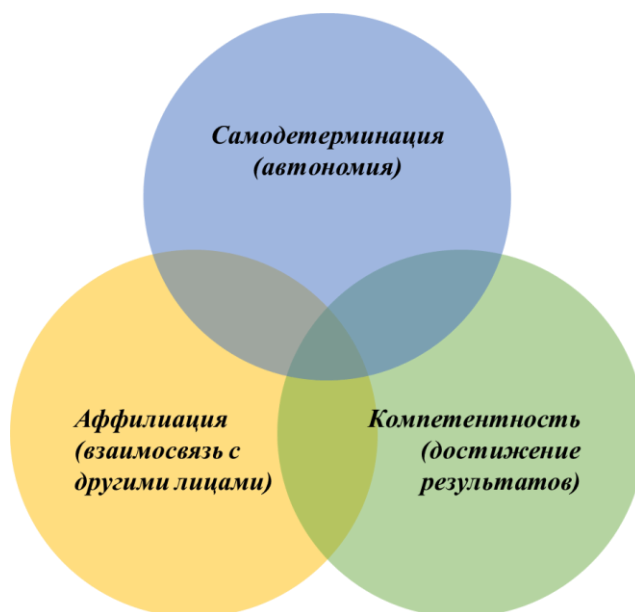 Самодетерминация
(автономия)
Аффилиация
(взаимосвязь с
другими лицами)
Компетентность
(достижение
результатов)